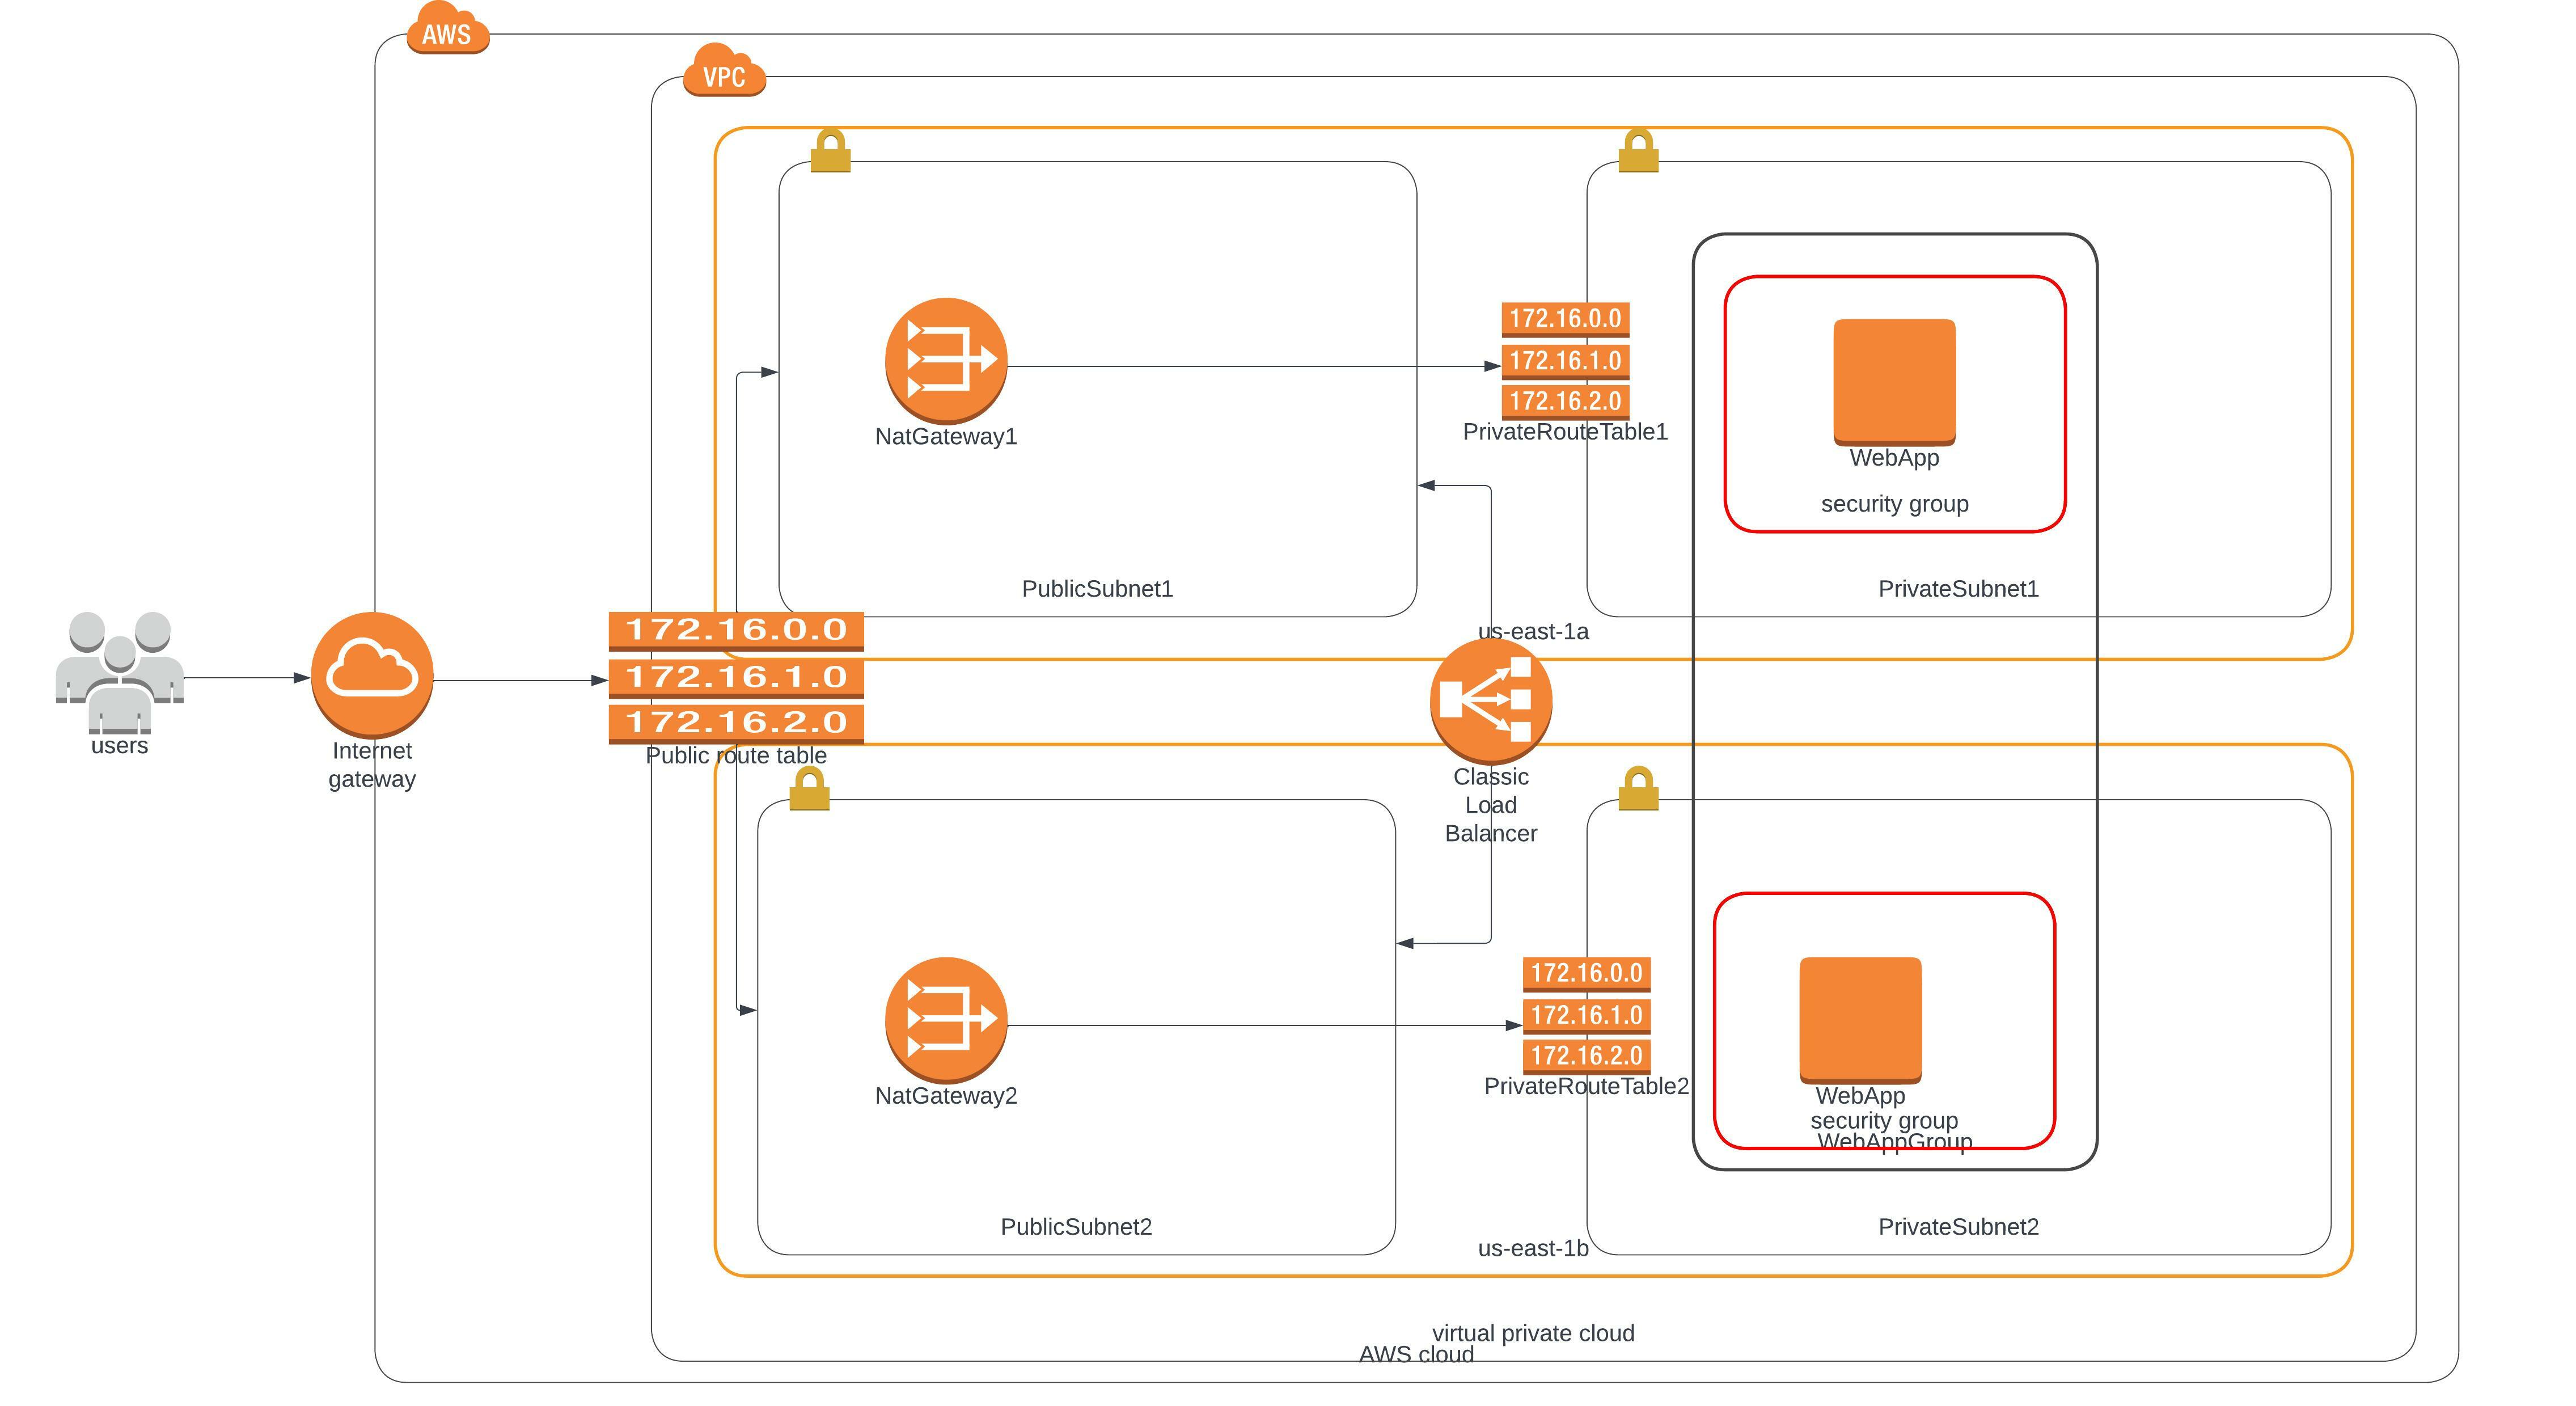 AWS
VPC
172.16.0.0
172.16.1.0
172.16.2.0
PrivateRouteTable1
NatGateway1
WebApp
security group
PublicSubnet1
PrivateSubnet1
us-east-1a
172.16.0.0
172.16.1.0
172.16.2.0
Public route table
users
Internet
gateway
Classic
Load
Balancer
172.16.0.0
172.16.1.0
172.16.2.0
PrivateRouteTable2
NatGateway2
WebApp
security group
WebAppGroup
PublicSubnet2
PrivateSubnet2
us-east-1b
virtual private cloud
AWS cloud